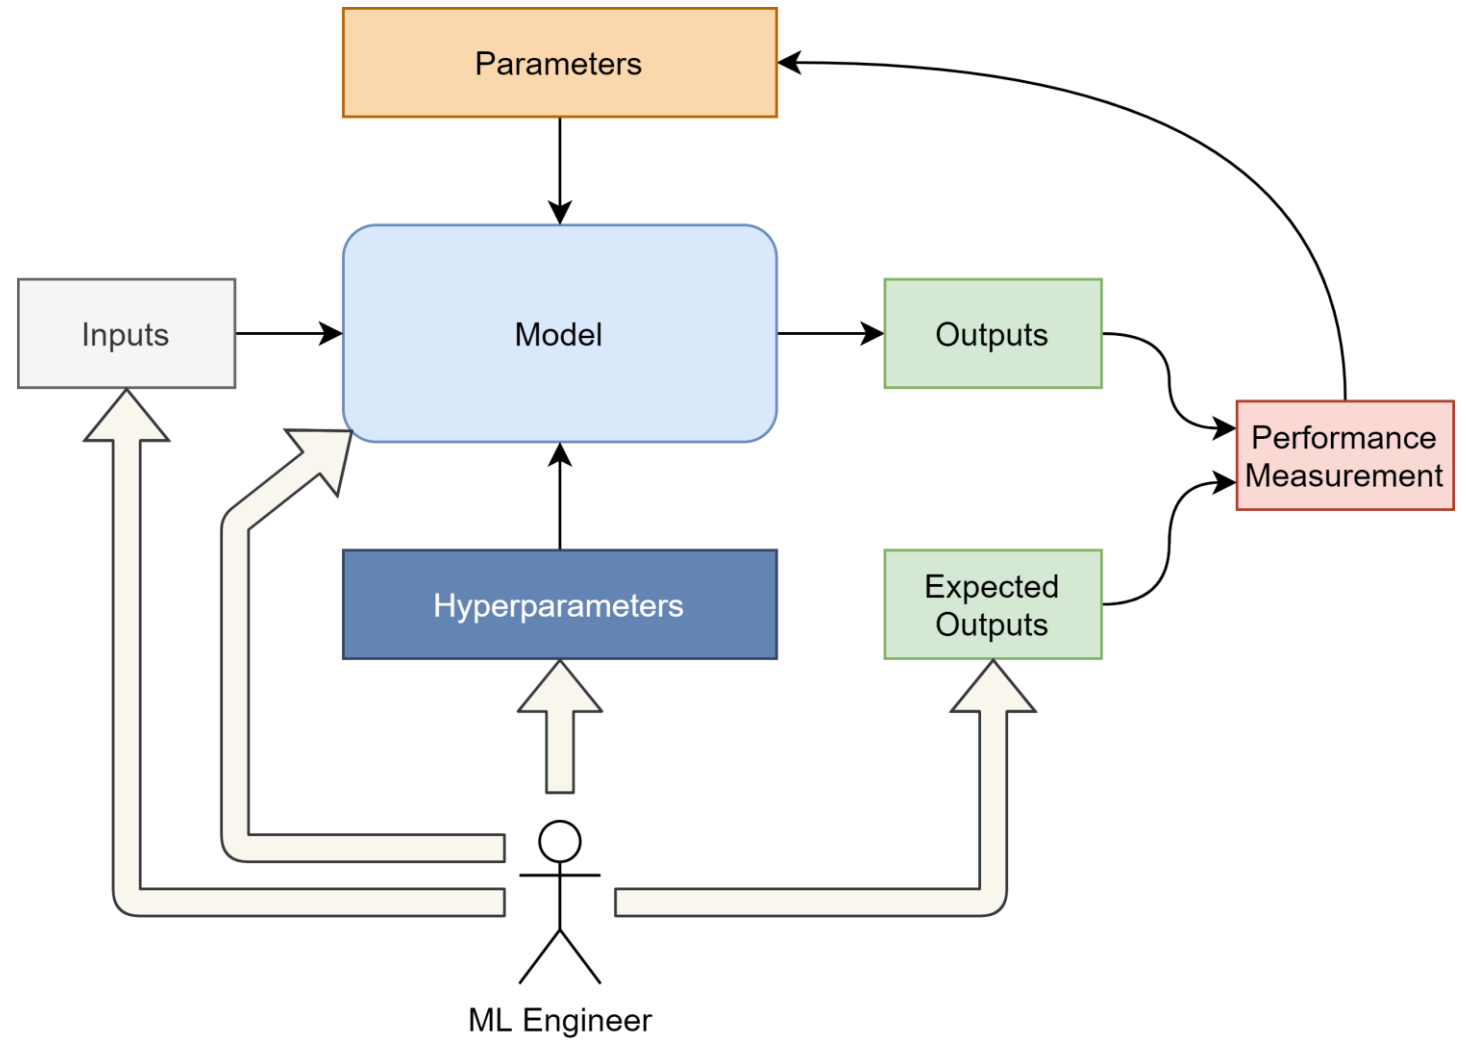 Parameters
Inputs
Model
Outputs
Performance
Measurement
Hyperparameters
Expected
Outputs
ML Engineer